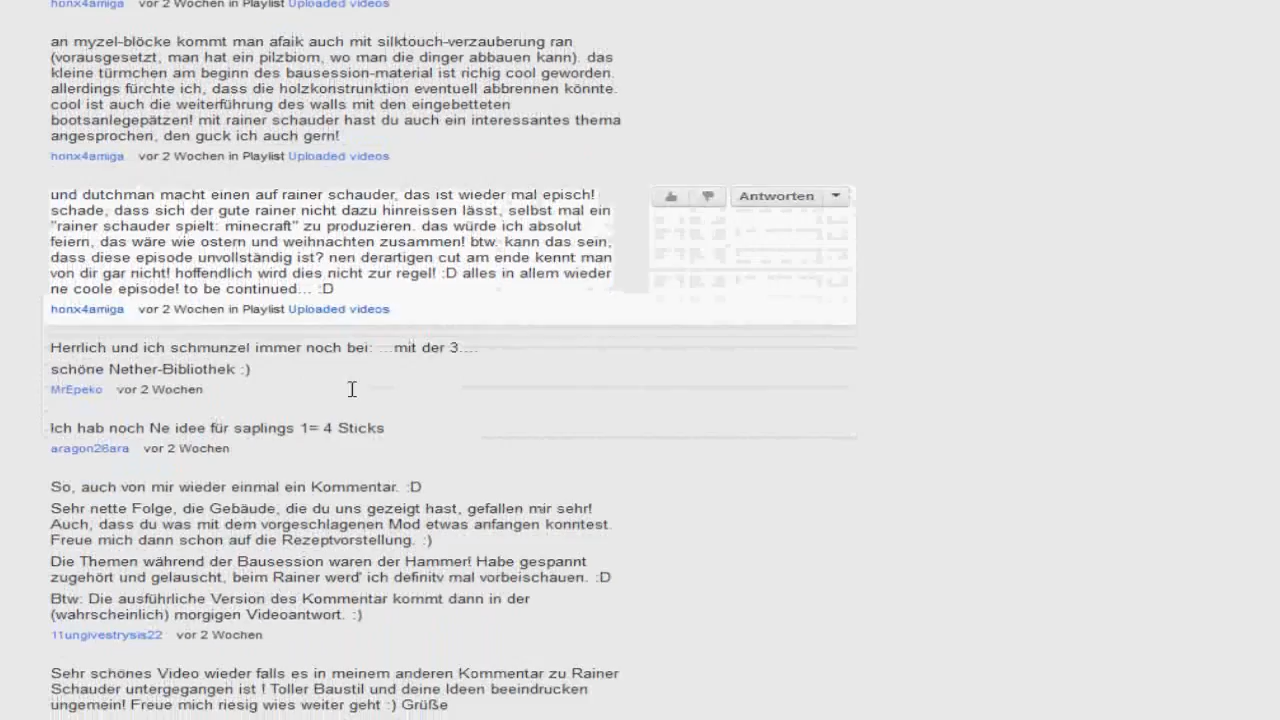 honx4amiga vor 2 Wochen in Playlist Uploaded videos
an myzel-blöcke kommt man afaik auch mit silktouch-verzauberung ran
(vorausgesetzt, man hat ein pilzbiom, wo man die dinger abbauen kann). das
kleine türmchen am beginn des bausession-material ist richig cool geworden.
allerdings fürchte ich, dass die holzkonstrunktion eventuell abbrennen könnte.
cool ist auch die weiterführung des walls mit den eingebetteten
bootsanlegepätzen! mit rainer schauder hast du auch ein interessantes thema
angesprochen, den guck ich auch gern!
honx4amiga vor 2 Wochen in Playlist Uploaded videos
und dutchman macht einen auf rainer schauder, das ist wieder mal episch!
schade, dass sich der gute rainer nicht dazu hinreissen lässt, selbst mal ein
"rainer schauder spielt: minecraft" zu produzieren. das würde ich absolut
feiern, das wäre wie ostern und weihnachten zusammen! btw. kann das sein,
dass diese episode unvollständig ist? nen derartigen cut am ende kennt man
von dir gar nicht! hoffendlich wird dies nicht zur regel! :D alles in allem wieder
ne coole episode! to be continued... :D
Antworten
honx4amiga vor 2 Wochen in Playlist Uploaded videos
Herrlich und ich schmunzel immer noch bei: ...mit der 3....
schöne Nether-Bibliothek :)
MrEpeko vor 2 Wochen
Ich hab noch Ne idee für saplings 1= 4 Sticks
aragon26ara vor 2 Wochen
So, auch von mir wieder einmal ein Kommentar. :D
Sehr nette Folge, die Gebäude, die du uns gezeigt hast, gefallen mir sehr!
Auch, dass du was mit dem vorgeschlagenen Mod etwas anfangen konntest.
Freue mich dann schon auf die Rezeptvorstellung. :)
Die Themen während der Bausession waren der Hammer! Habe gespannt
zugehört und gelauscht, beim Rainer werd' ich definitv mal vorbeischauen. :D
Btw: Die ausführliche Version des Kommentar kommt dann in der
(wahrscheinlich) morgigen Videoantwort. :)
11ungivestrysis22 vor 2 Wochen
Sehr schönes Video wieder falls es in meinem anderen Kommentar zu Rainer
Schauder untergegangen ist ! Toller Baustil und deine Ideen beeindrucken
ungemein! Freue mich riesig wies weiter geht :) Grüße